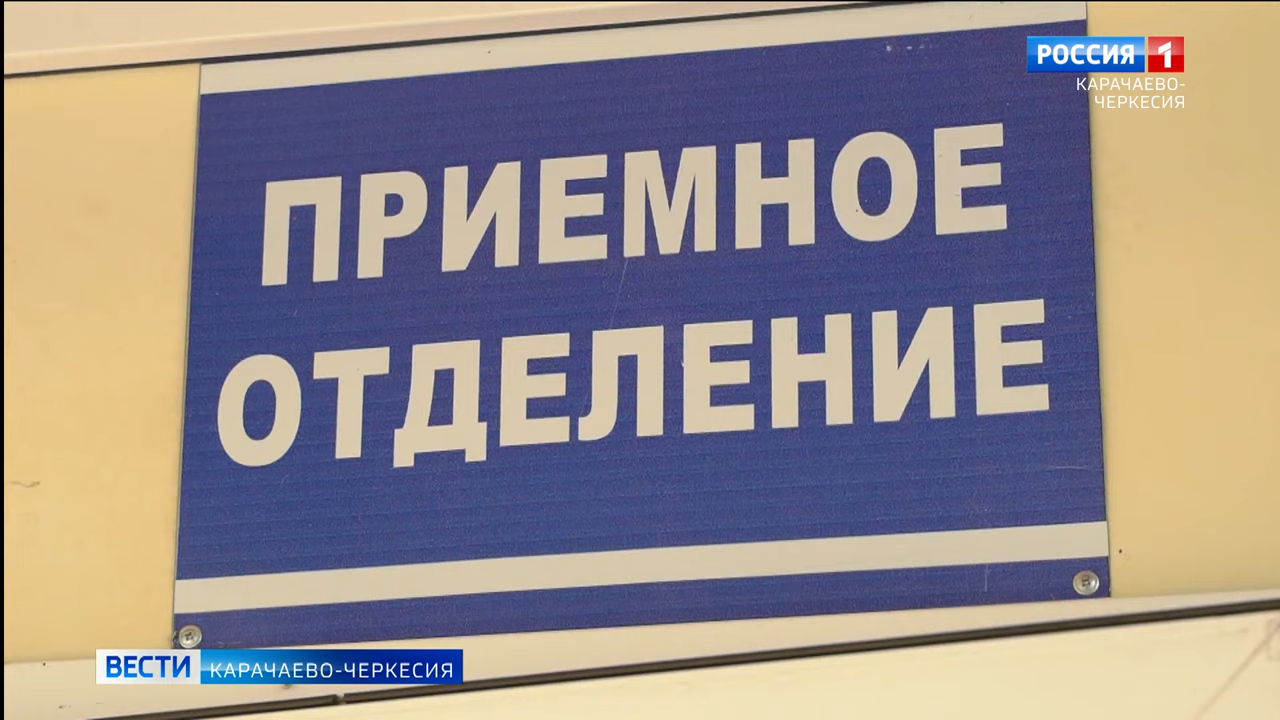 РОССИЯ 1
КАРАЧАЕВО-
ЧЕРКЕСИЯ
ПРИЕМНОЕ
ОТДЕЛЕНИЕ
ВЕСТИ КАРАЧАЕВО-ЧЕРКЕСИЯ